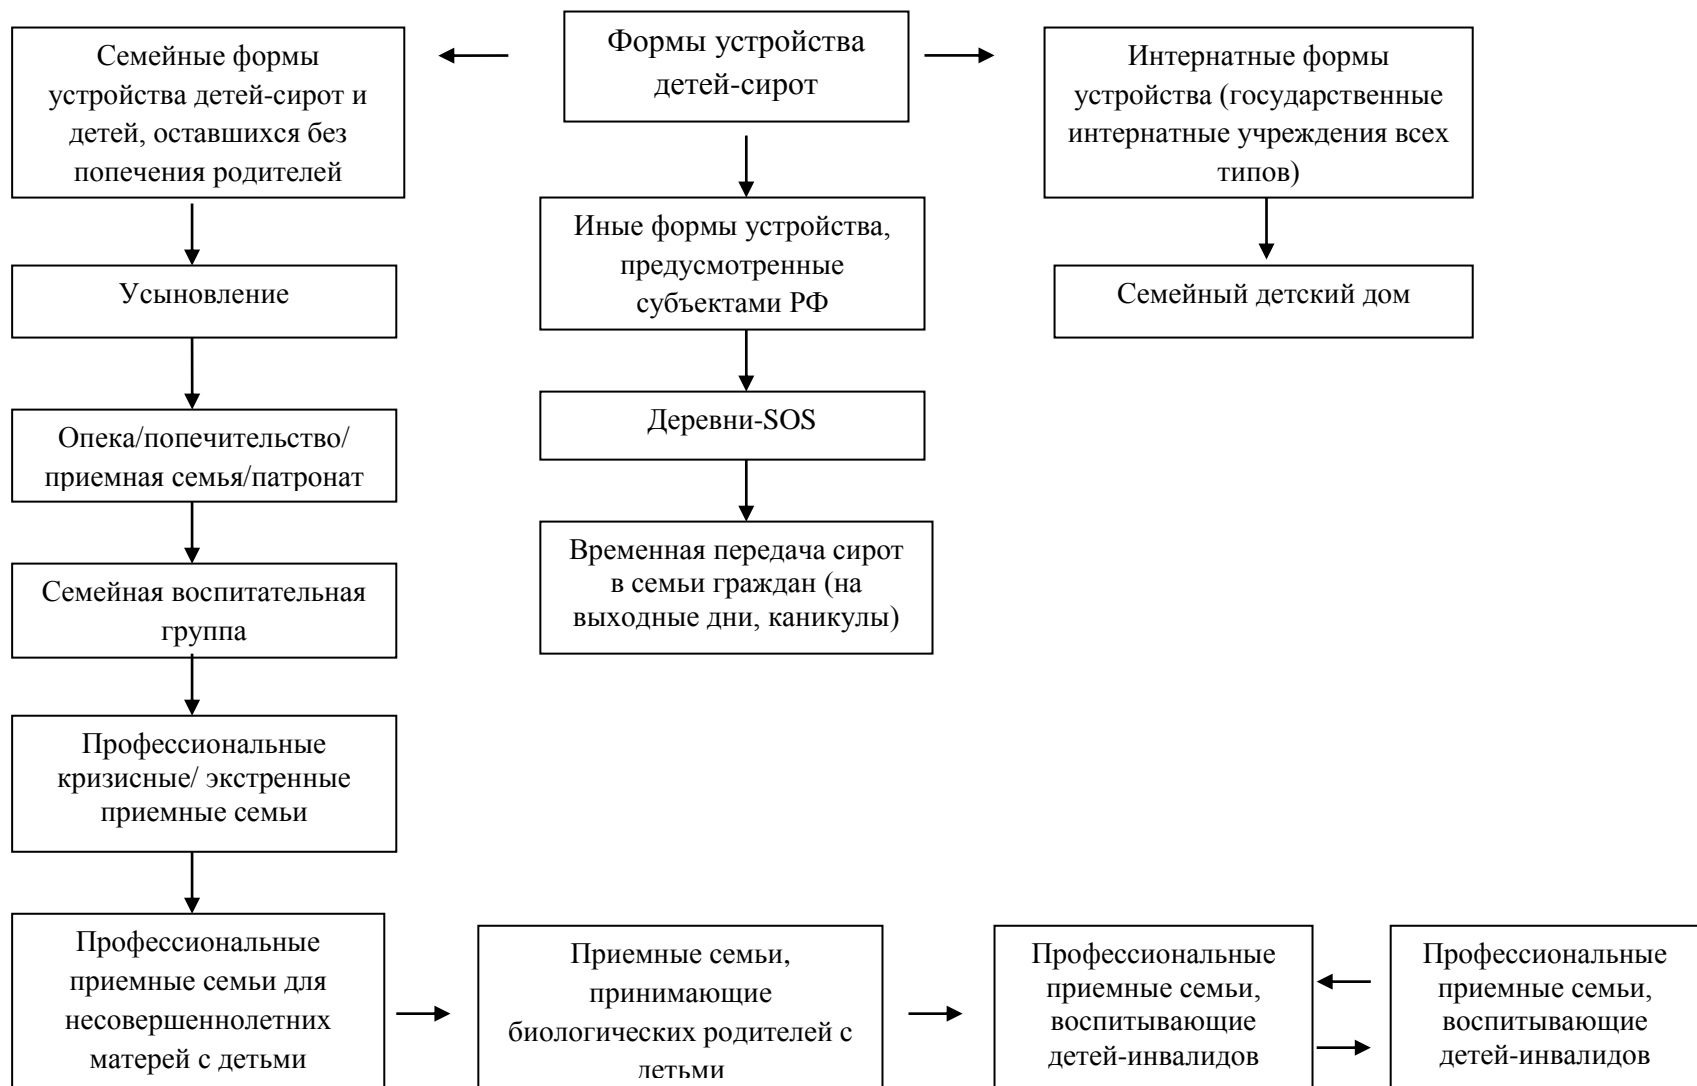 Формы устройства
детей-сирот
Семейные формы
устройства детей-сирот и
детей, оставшихся без
попечения родителей
Интернатные формы
устройства (государственные
интернатные учреждения всех
типов)
Иные формы устройства,
предусмотренные
субъектами РФ
Усыновление
Семейный детский дом
Деревни-SOS
Опека/попечительство/
приемная семья/патронат
Временная передача сирот
в семьи граждан (на
выходные дни, каникулы)
Семейная воспитательная
группа
Профессиональные
кризисные/ экстренные
приемные семьи
Профессиональные
приемные семьи для
несовершеннолетних
матерей с детьми
Приемные семьи,
принимающие
биологических родителей с
детьми
Профессиональные
приемные семьи,
воспитывающие
детей-инвалидов
Профессиональные
приемные семьи,
воспитывающие
детей-инвалидов